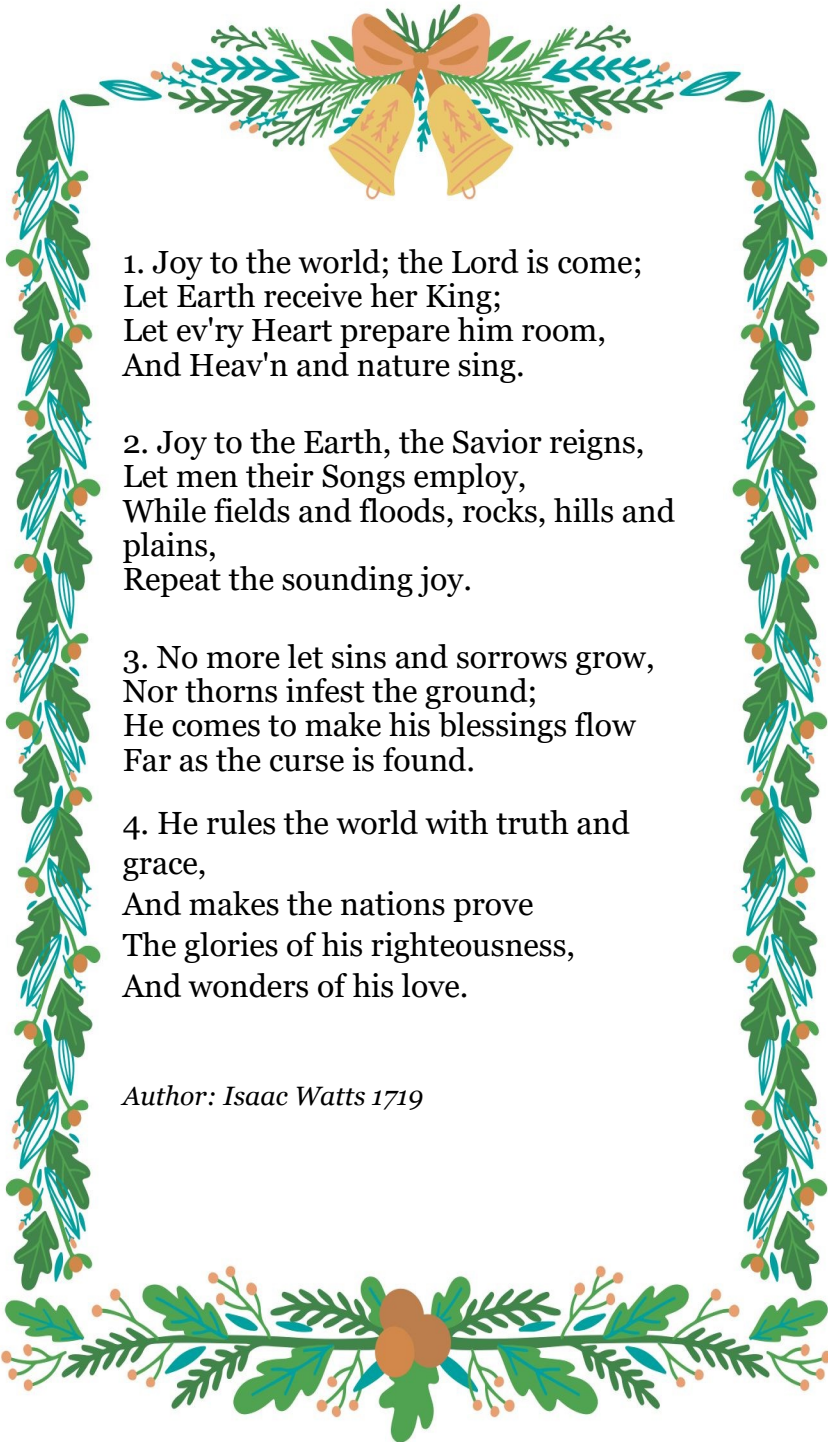 1. Joy to the world; the Lord is come;
Let Earth receive her King;
Let ev'ry Heart prepare him room,
And Heav'n and nature sing.
2. Joy to the Earth, the Savior reigns,
Let men their Songs employ,
While fields and floods, rocks, hills and
plains,
Repeat the sounding joy.
3. No more let sins and sorrows grow,
Nor thorns infest the ground;
He comes to make his blessings flow
Far as the curse is found.
4. He rules the world with truth and
grace,
And makes the nations prove
The glories of his righteousness,
And wonders of his love.
Author: Isaac Watts 1719